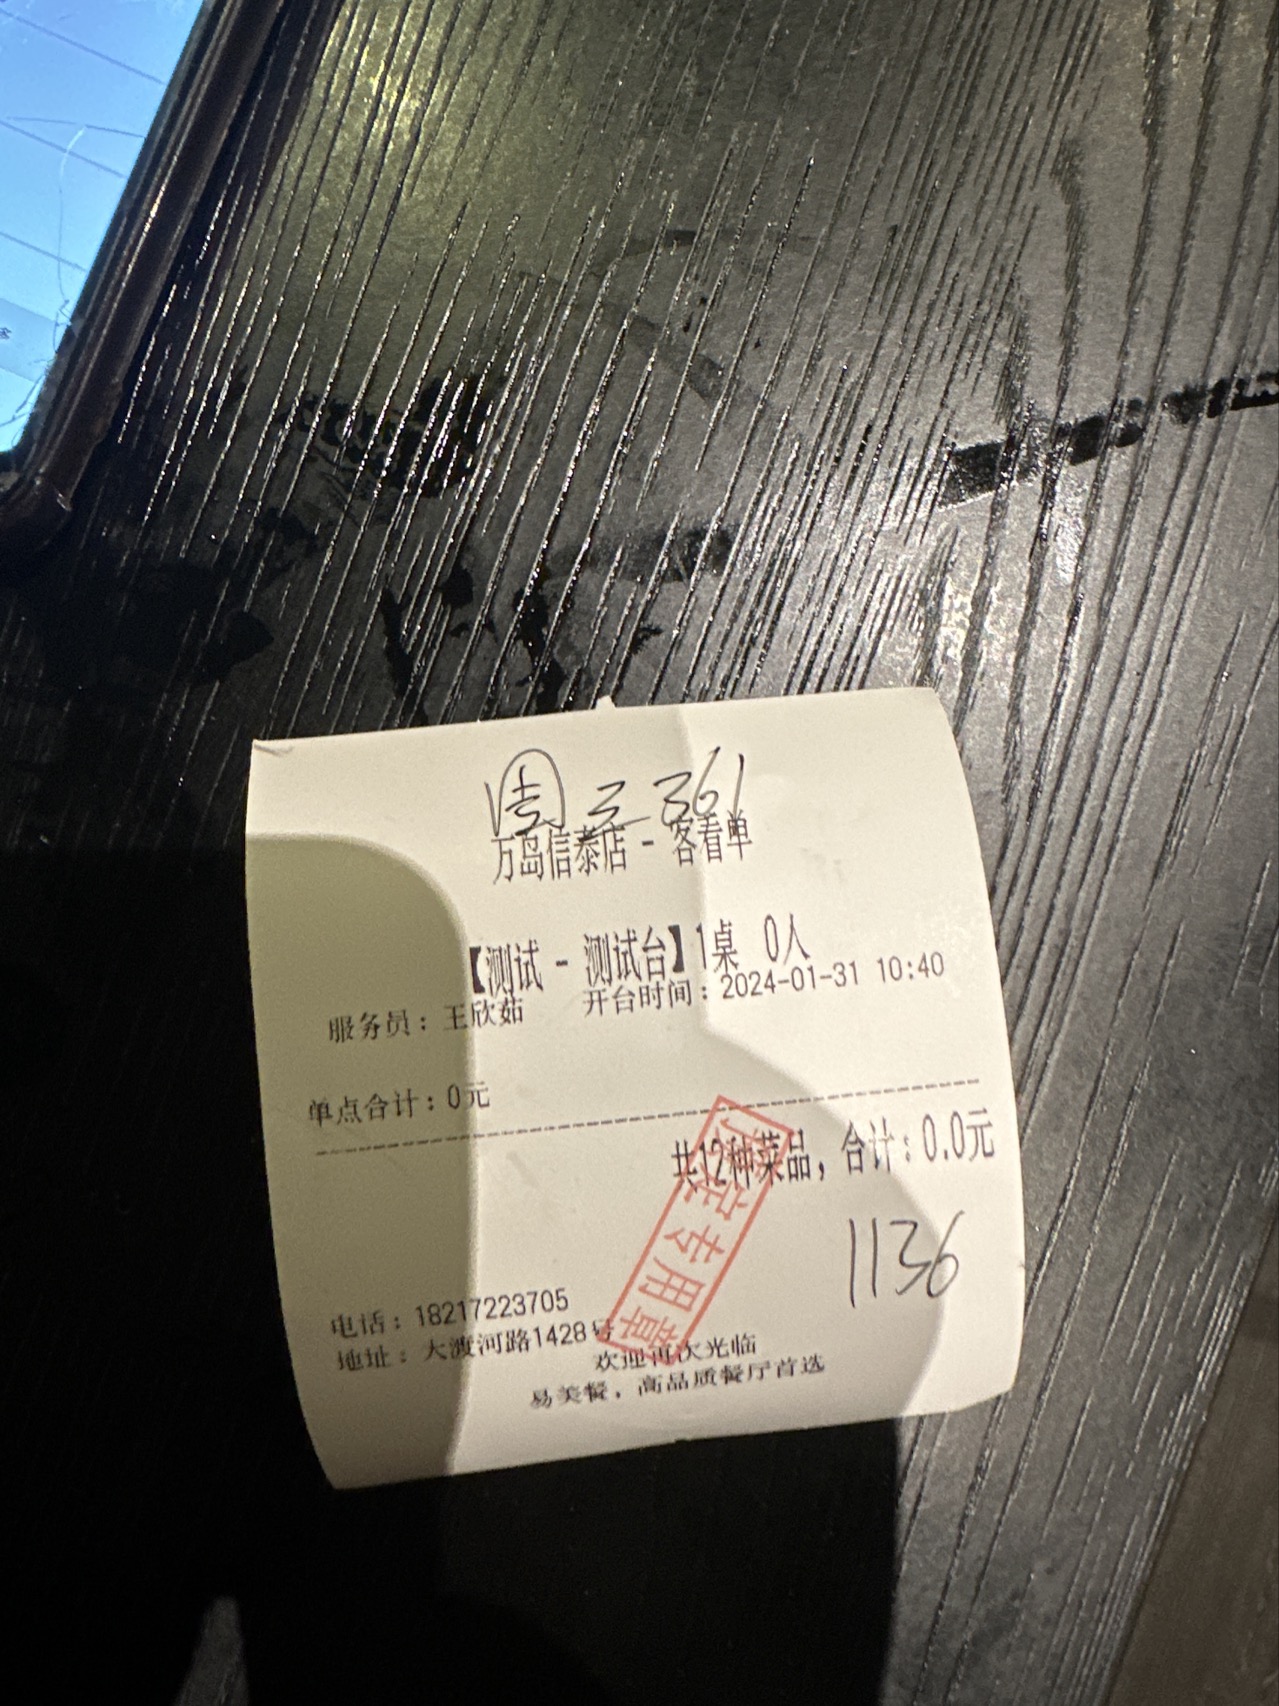 周三 361
万岛信泰店 - 客看单
【测试 - 测试台】1桌 0人
服务员：王欣茹 开台时间：2024-01-31 10:40
单点合计：0元
共12种菜品，合计：0.0元
1136
专用章
电话：18217223705
地址：大渡河路1428号
欢迎再次光临
易美餐，高品质餐厅首选